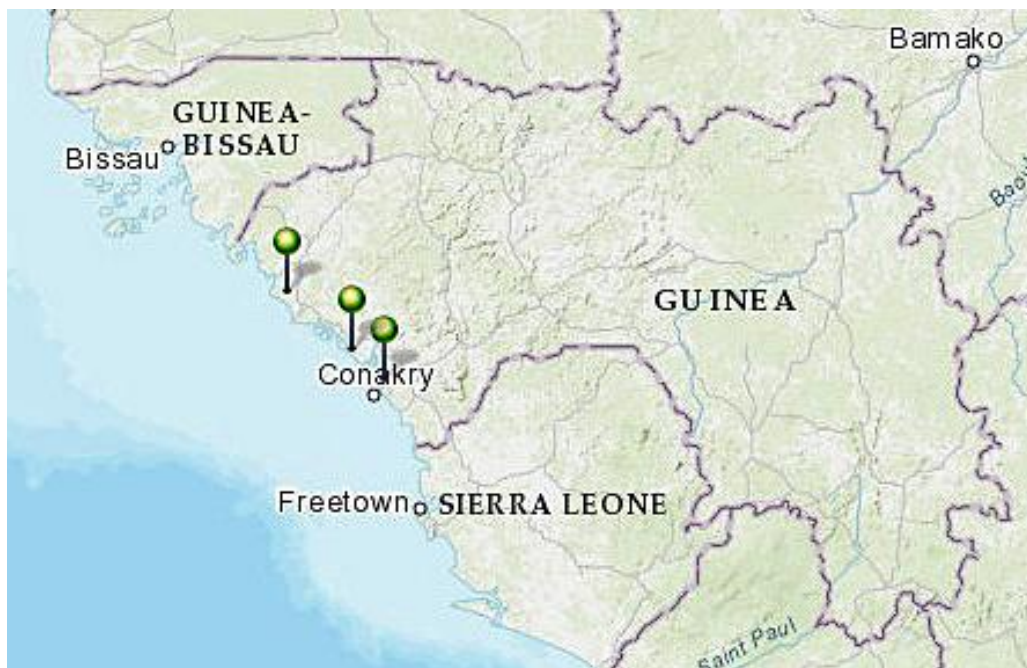 Bamako
GUINEA-
BISSAU
Bissau
GUINEA
Conakry
Freetown
SIERRA LEONE
Saint Paul